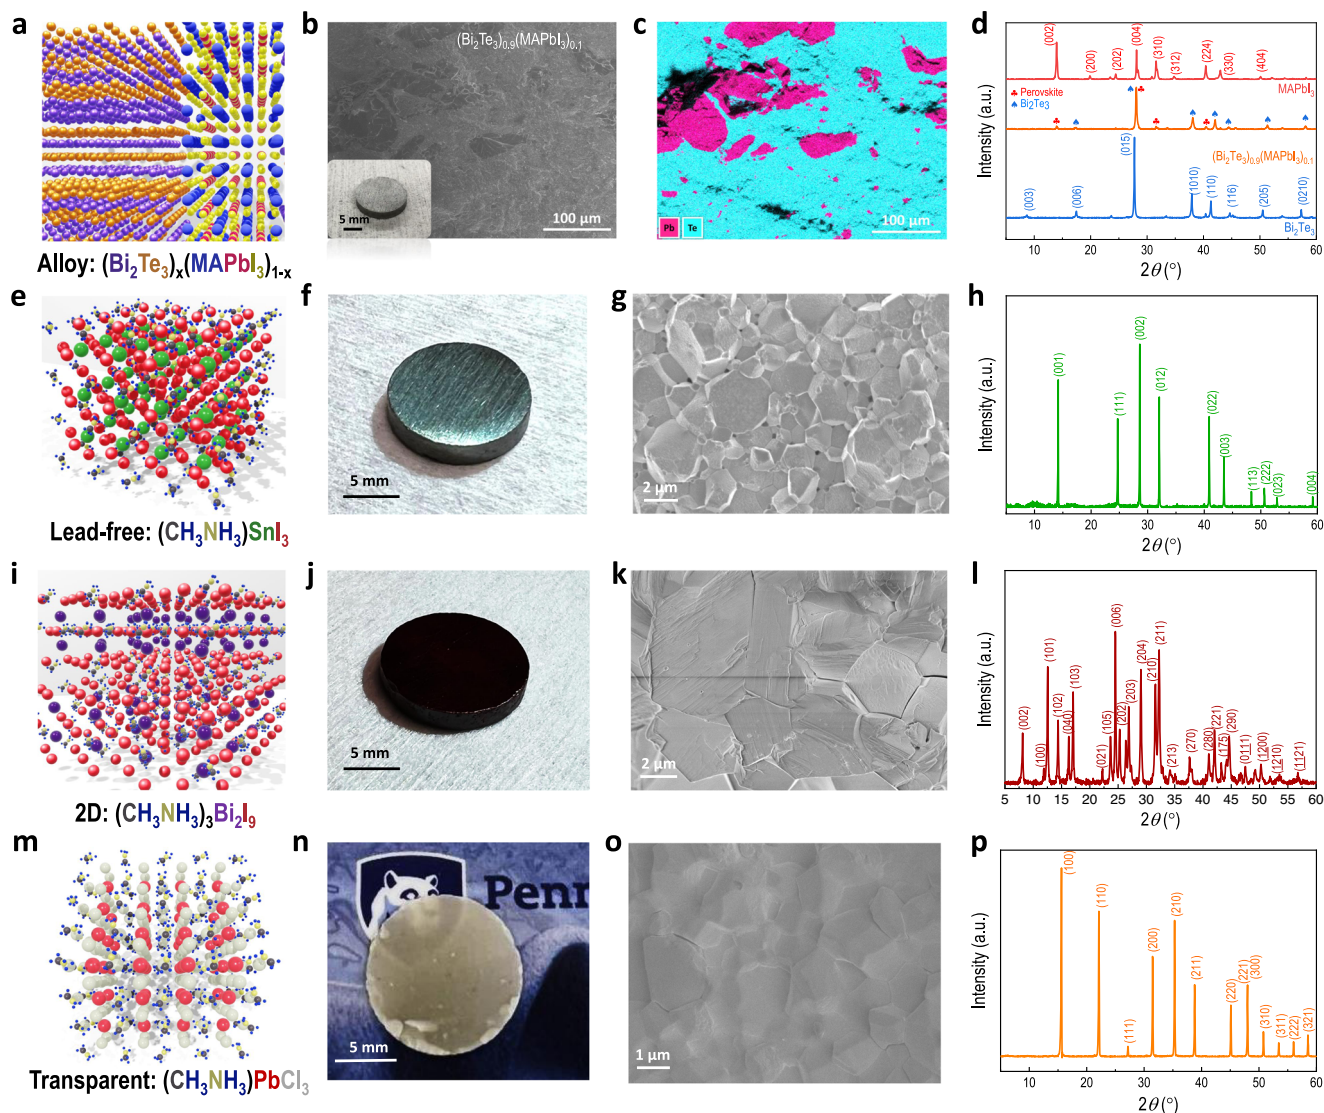 a
Alloy: (Bi₂Te₃)ₓ(MAPbI₃)₁₋ₓ
b
(Bi₂Te₃)₀.₉(MAPbI₃)₀.₁
5 mm
100 µm
c
Pb Te
100 µm
d
Intensity (a.u.)
(002)
(200)
(202)
(004)
(310)
(312)
(224)
(330)
(404)
MAPbI₃
♣ Perovskite
♠ Bi₂Te₃
(Bi₂Te₃)₀.₉(MAPbI₃)₀.₁
(003)
(006)
(015)
(1010)
(110)
(116)
(205)
(0210)
Bi₂Te₃
10 20 30 40 50 60
2θ (°)
e
Lead-free: (CH₃NH₃)SnI₃
f
5 mm
g
2 µm
h
Intensity (a.u.)
(001)
(111)
(002)
(012)
(022)
(003)
(113)
(222)
(023)
(004)
10 20 30 40 50 60
2θ (°)
i
2D: (CH₃NH₃)₃Bi₂I₉
j
5 mm
k
2 µm
l
Intensity (a.u.)
(002)
(100)
(101)
(102)
(040)
(103)
(021)
(105)
(006)
(202)
(203)
(204)
(210)
(211)
(213)
(270)
(280)
(221)
(175)
(290)
(0111)
(1200)
(1210)
(1121)
5 10 15 20 25 30 35 40 45 50 55 60
2θ (°)
m
Transparent: (CH₃NH₃)PbCl₃
n
Penn
5 mm
o
1 µm
p
Intensity (a.u.)
(100)
(110)
(111)
(200)
(210)
(211)
(220)
(221)
(300)
(310)
(311)
(222)
(321)
10 20 30 40 50 60
2θ (°)